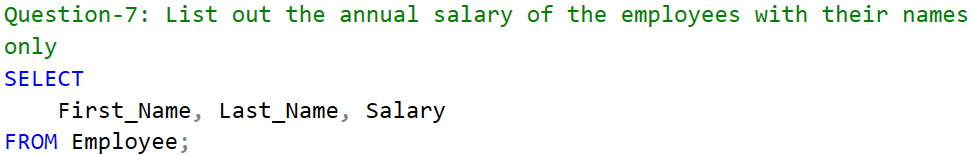 Question-7: List out the annual salary of the employees with their names
only
SELECT
    First_Name, Last_Name, Salary
FROM Employee;